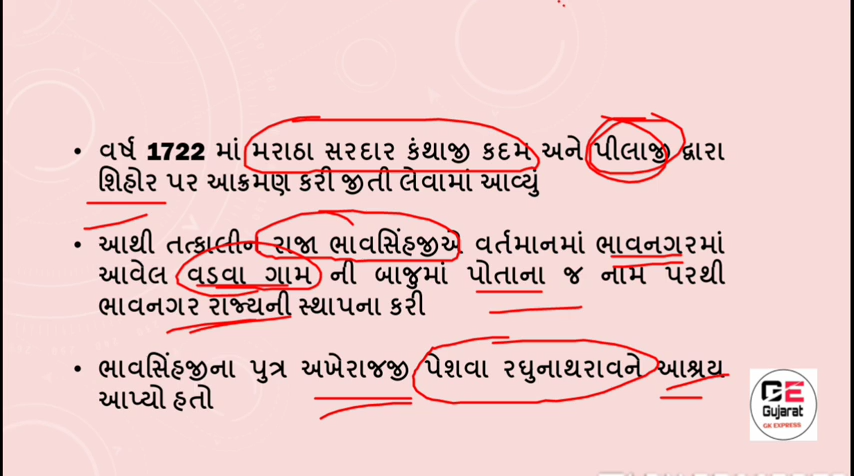 • વર્ષ 1722 માં મરાઠા સરદાર કંથાજી કદમ અને પીલાજી દ્વારા
શિહોર પર આક્રમણ કરી જીતી લેવામાં આવ્યું
• આથી તત્કાલીન રાજા ભાવસિંહજીએ વર્તમાનમાં ભાવનગરમાં
આવેલ વડવા ગામ ની બાજુમાં પોતાના જ નામ પરથી
ભાવનગર રાજ્યની સ્થાપના કરી
• ભાવસિંહજીના પુત્ર અખેરાજજી પેશવા રઘુનાથરાવને આશ્રય
આપ્યો હતો
GE
Gujarat
GK EXPRESS